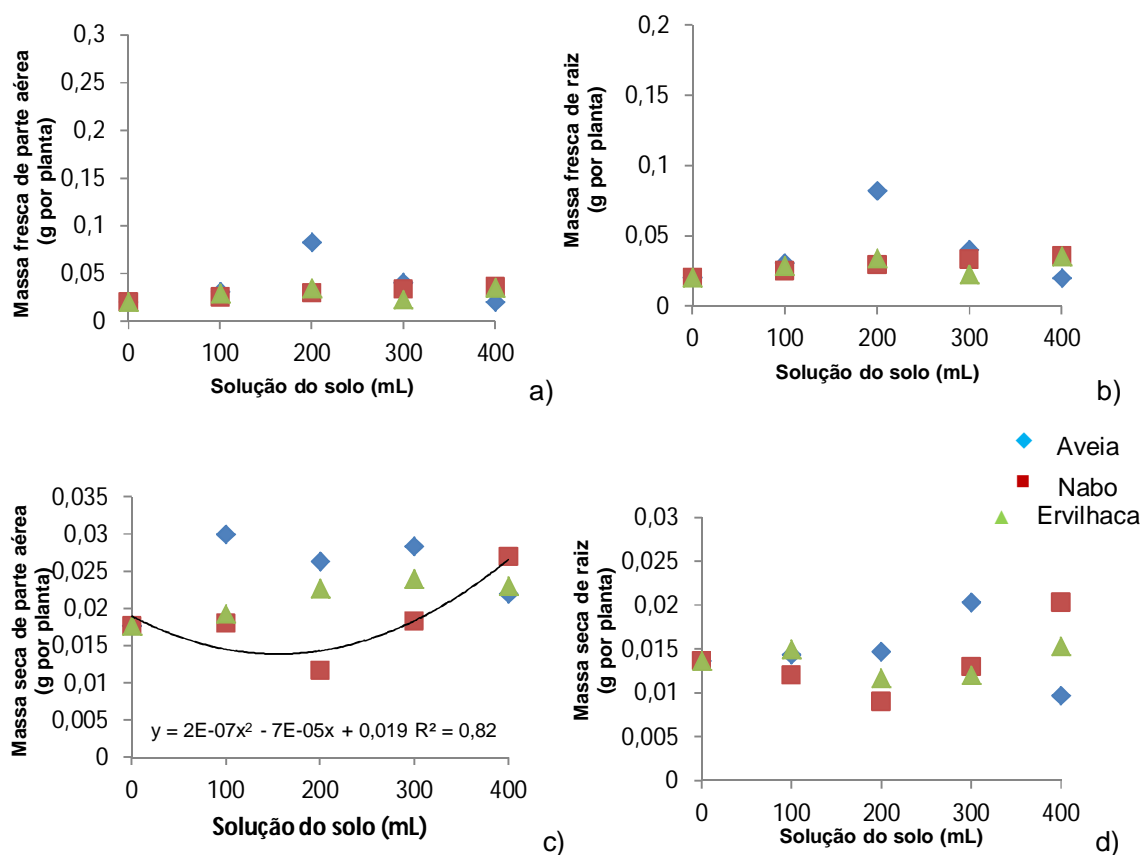 Massa fresca de parte aérea
(g por planta)
0,3
0,25
0,2
0,15
0,1
0,05
0
0 100 200 300 400
Solução do solo (mL)
a)
Massa fresca de raiz
(g por planta)
0,2
0,15
0,1
0,05
0
0 100 200 300 400
Solução do solo (mL)
b)
Massa seca de parte aérea
(g por planta)
0,035
0,03
0,025
0,02
0,015
0,01
0,005
0
y = 2E-07x² - 7E-05x + 0,019 R² = 0,82
0 100 200 300 400
Solução do solo (mL)
c)
Aveia
Nabo
Ervilhaca
Massa seca de raiz
(g por planta)
0,03
0,025
0,02
0,015
0,01
0,005
0
0 100 200 300 400
Solução do solo (mL)
d)